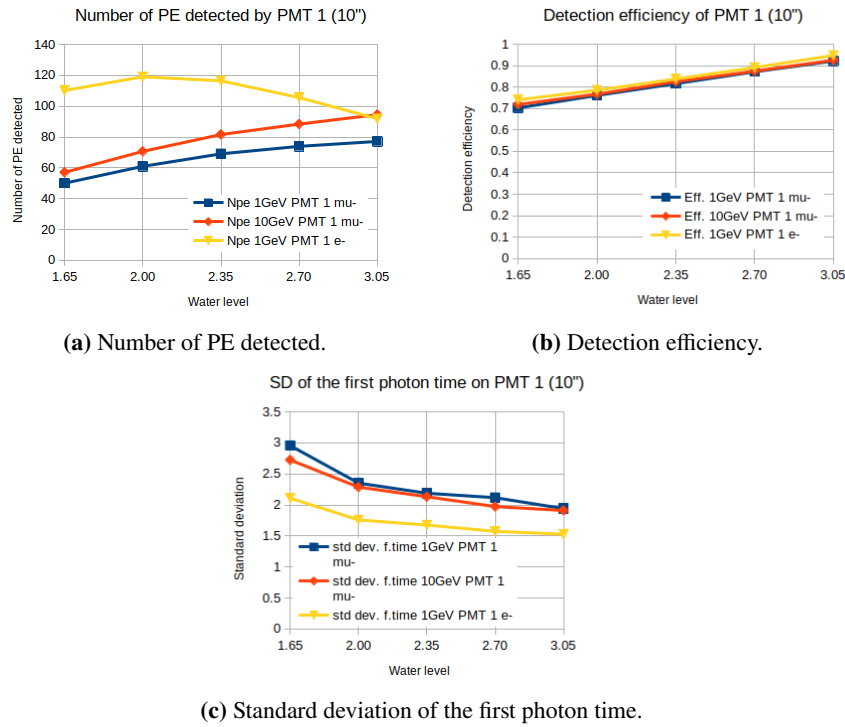 Number of PE detected by PMT 1 (10")
140
120
100
80
60
40
20
0
Number of PE detected
Npe 1GeV PMT 1 mu-
Npe 10GeV PMT 1 mu-
Npe 1GeV PMT 1 e-
1.65 2.00 2.35 2.70 3.05
Water level
(a) Number of PE detected.
Detection efficiency of PMT 1 (10")
1
0.9
0.8
0.7
0.6
0.5
0.4
0.3
0.2
0.1
0
Detection efficiency
Eff. 1GeV PMT 1 mu-
Eff. 10GeV PMT 1 mu-
Eff. 1GeV PMT 1 e-
1.65 2.00 2.35 2.70 3.05
Water level
(b) Detection efficiency.
SD of the first photon time on PMT 1 (10")
3.5
3
2.5
2
1.5
1
0.5
0
Standard deviation
std dev. f.time 1GeV PMT 1
mu-
std dev. f.time 10GeV PMT 1
mu-
std dev. f.time 1GeV PMT 1 e-
1.65 2.00 2.35 2.70 3.05
Water level
(c) Standard deviation of the first photon time.